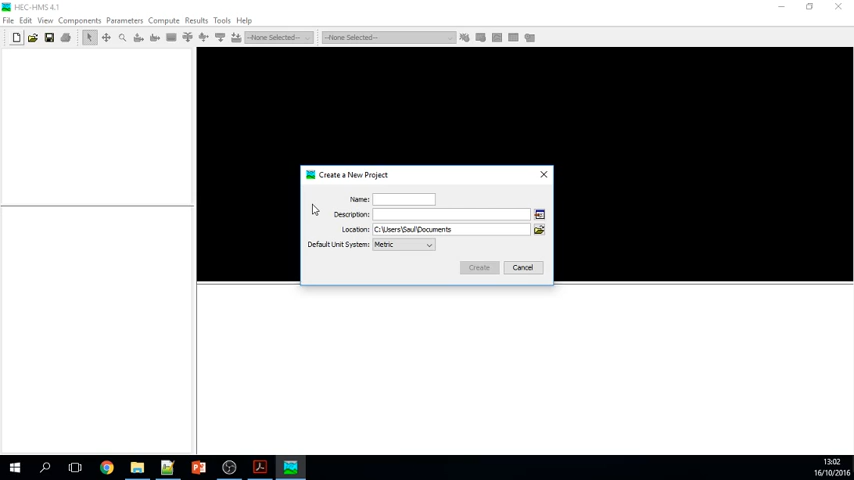 HEC-HMS 4.1
File Edit View Components Parameters Compute Results Tools Help
--None Selected-- --None Selected--
Create a New Project
Name:
Description:
Location: C:\Users\Saul\Documents
Default Unit System: Metric
Create Cancel
13:02
16/10/2016